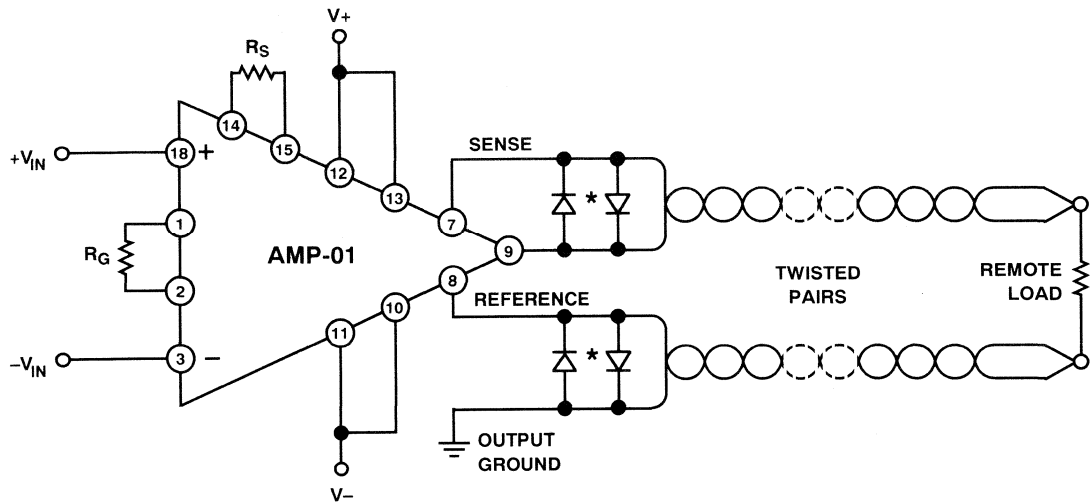 V+
R_S
14
15
+V_IN
18
+
12
SENSE
13
*
7
1
R_G
AMP-01
9
2
8
TWISTED
PAIRS
REMOTE
LOAD
REFERENCE
10
11
-V_IN
3
−
*
OUTPUT
GROUND
V−